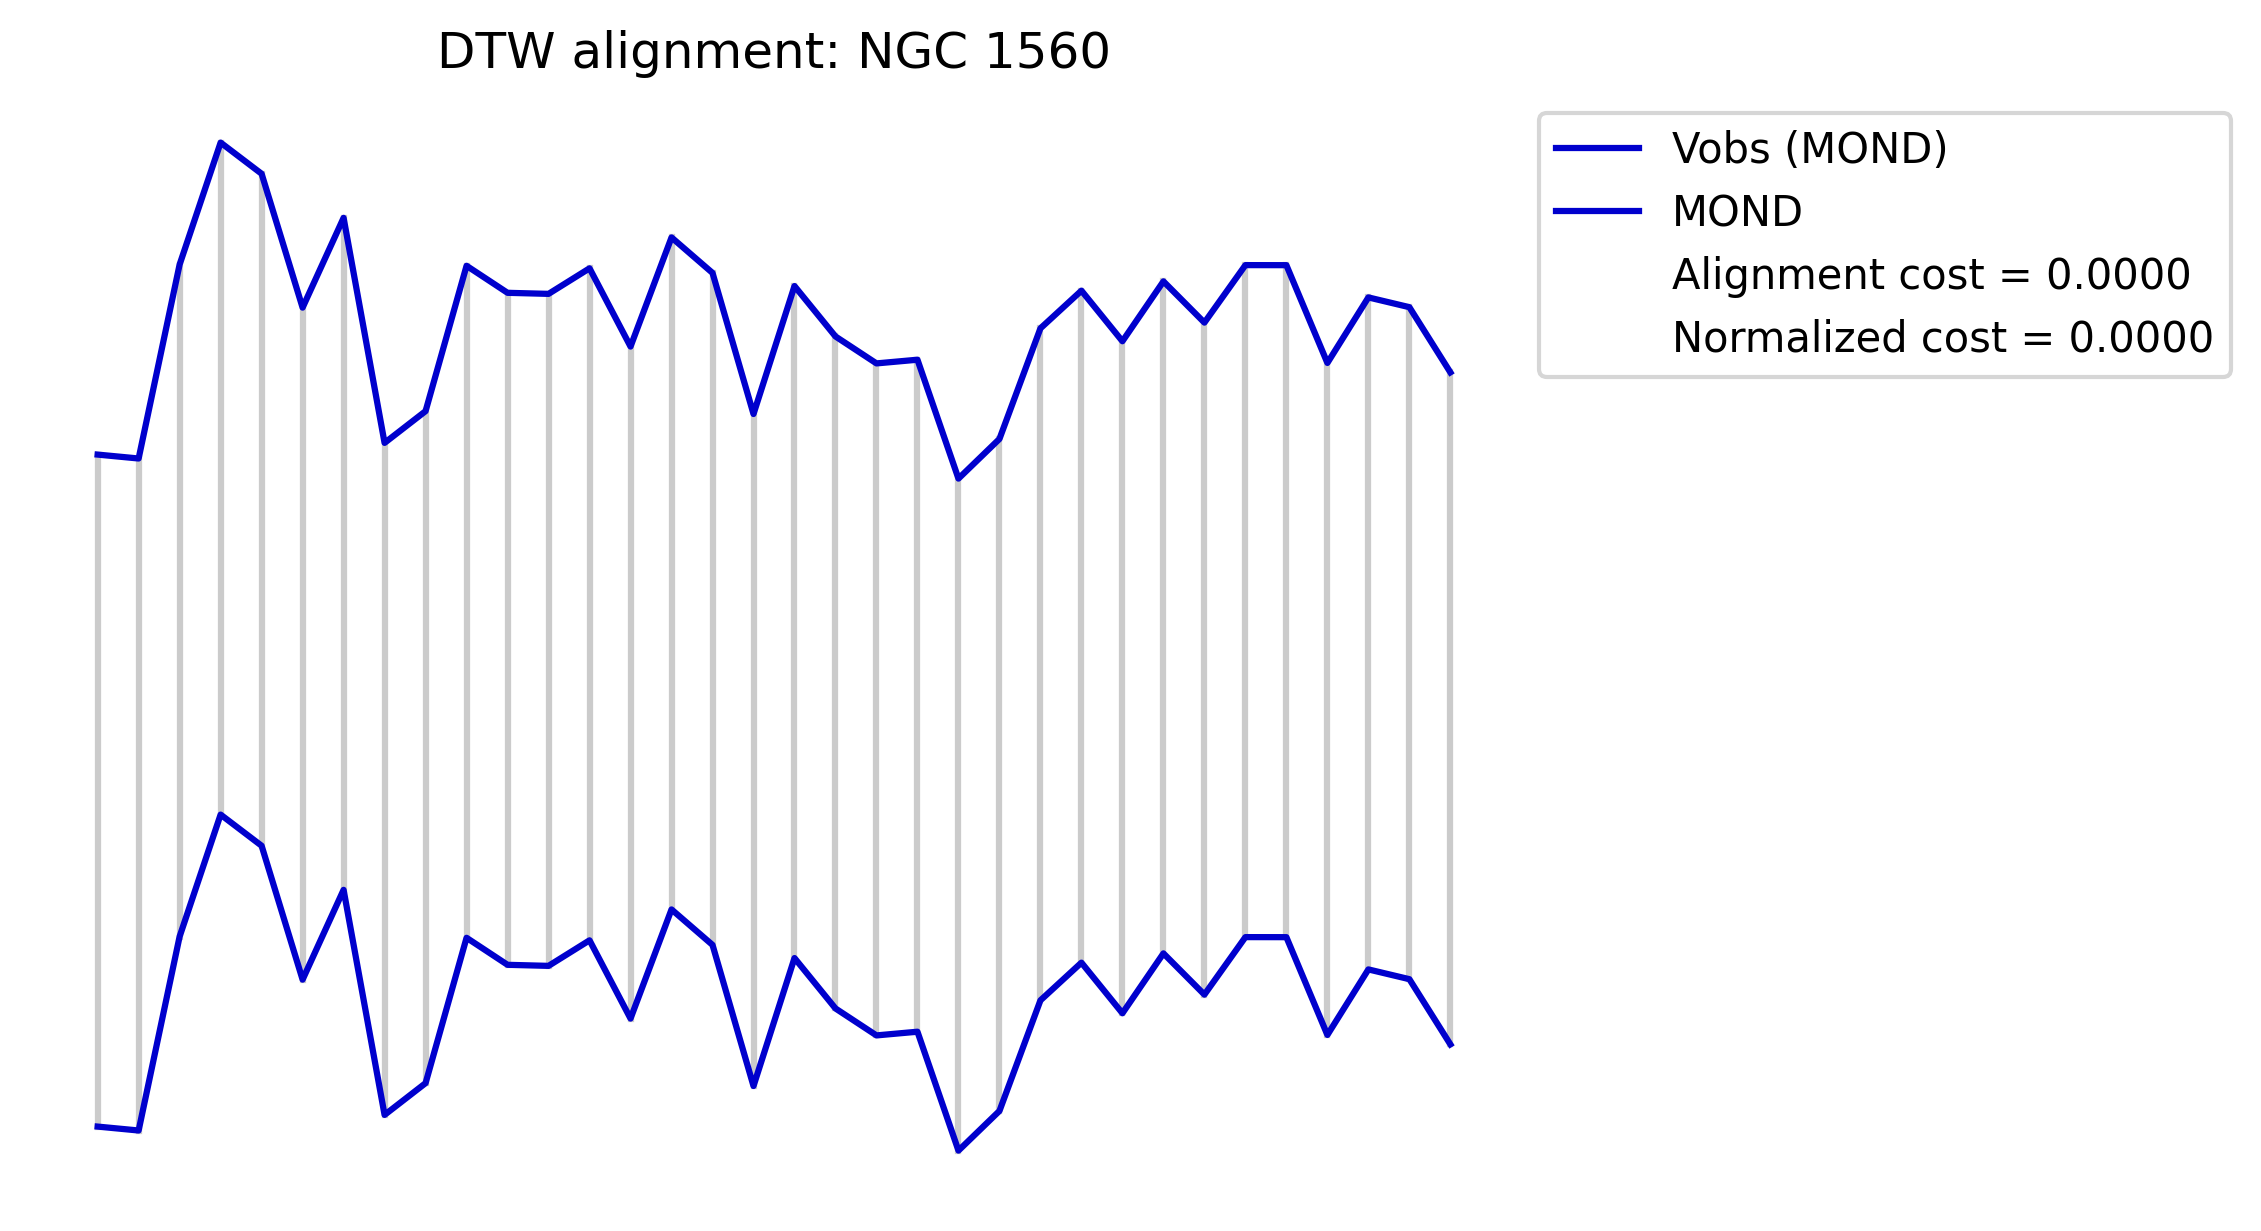 DTW alignment: NGC 1560
Vobs (MOND)
MOND
Alignment cost = 0.0000
Normalized cost = 0.0000